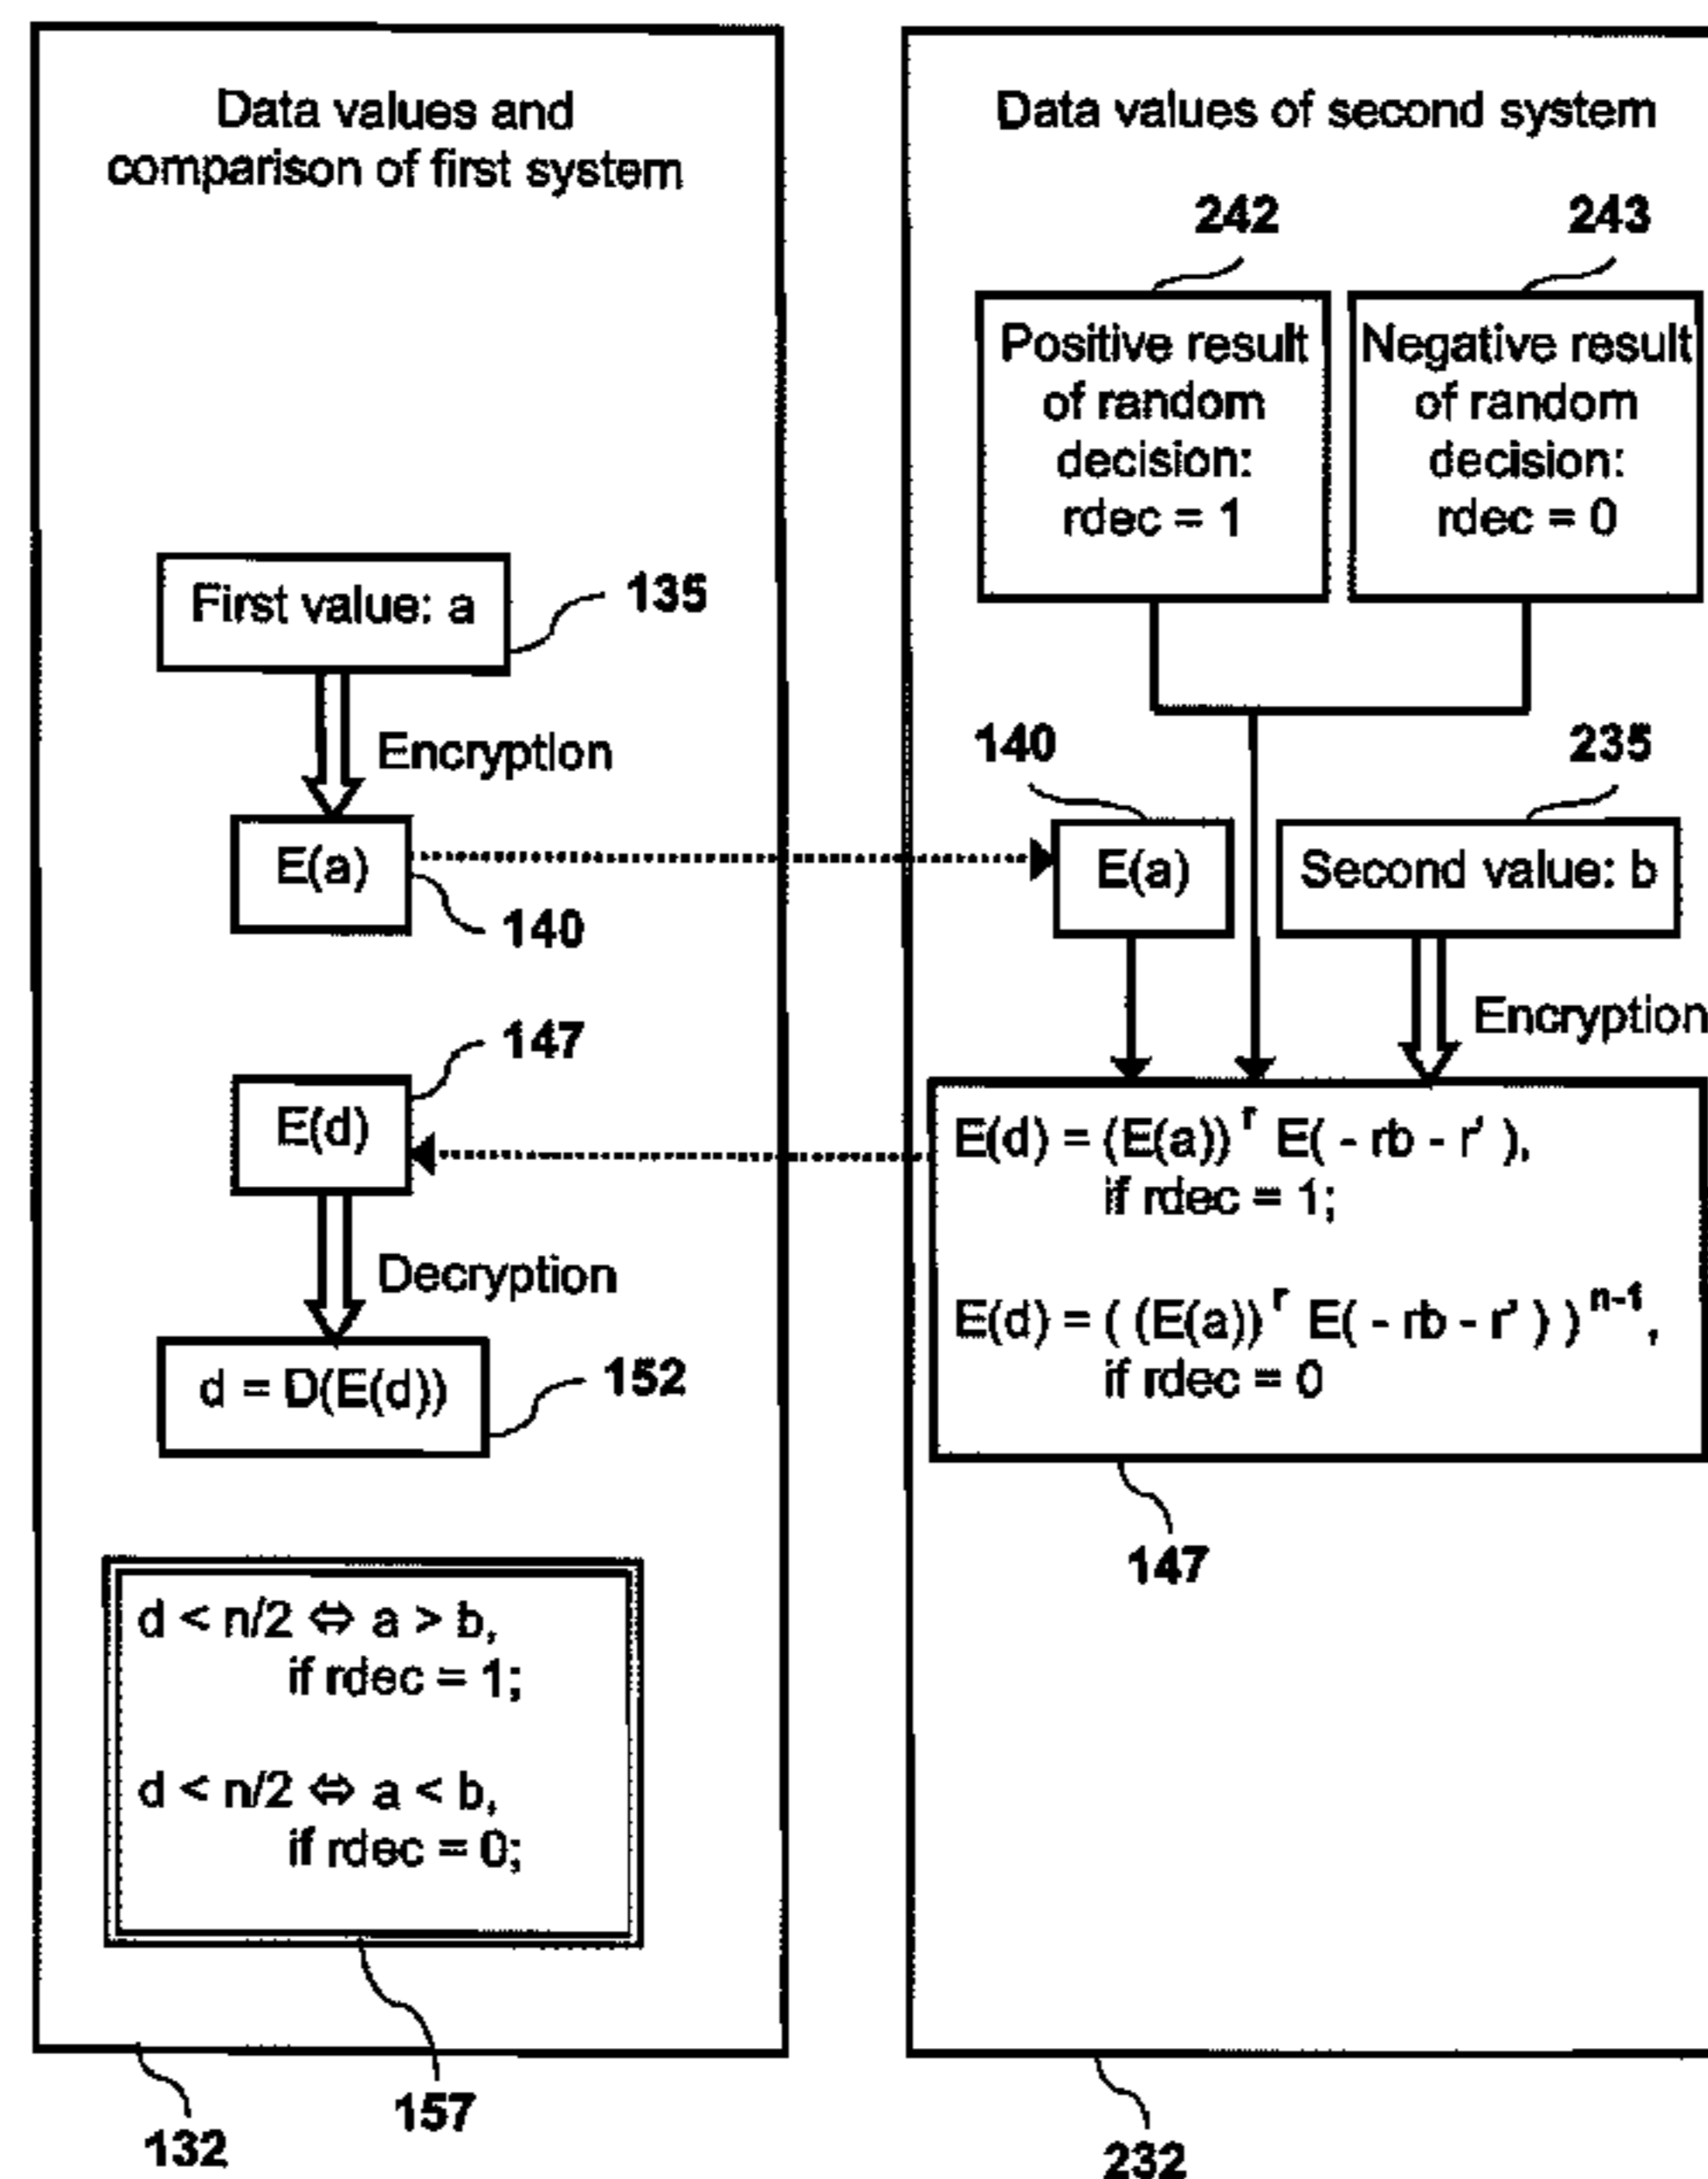 Data values and
comparison of first system
First value: a
135
Encryption
E(a)
140
147
E(d)
Decryption
d = D(E(d))
152
d < n/2 ⇔ a > b,
if rdec = 1;
d < n/2 ⇔ a < b,
if rdec = 0;
157
132
Data values of second system
242
243
Positive result
of random
decision:
rdec = 1
Negative result
of random
decision:
rdec = 0
140
235
E(a)
Second value: b
Encryption
E(d) = (E(a))^r E( - rb - r' ),
if rdec = 1;
E(d) = ( (E(a))^r E( - rb - r' ) )^n-1,
if rdec = 0
147
232